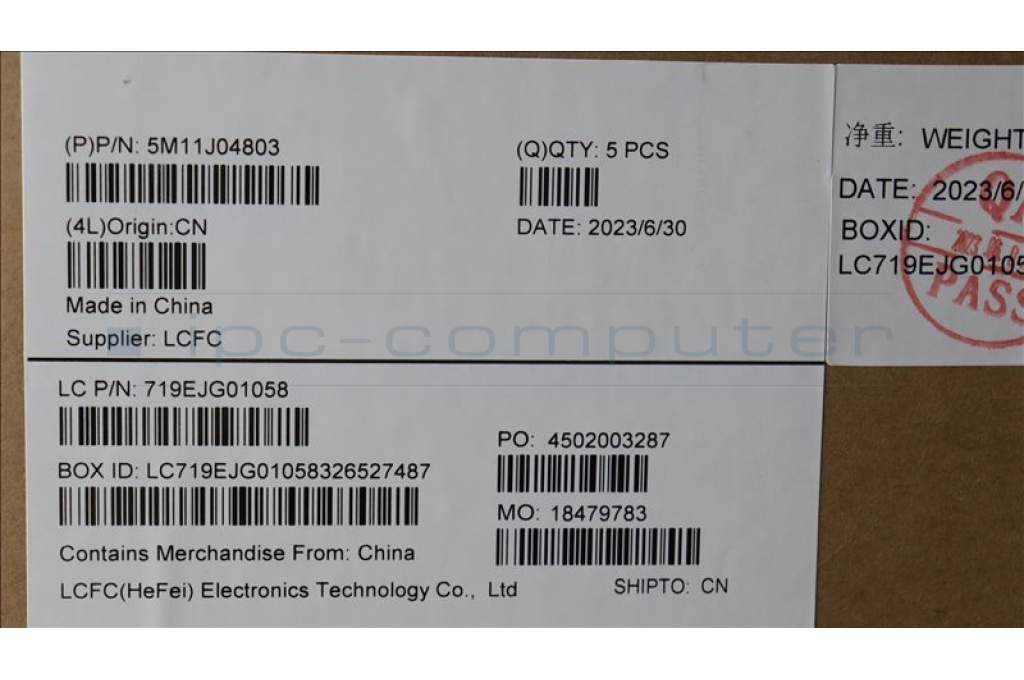 (P)P/N: 5M11J04803
(Q)QTY: 5 PCS
(4L)Origin:CN
DATE: 2023/6/30
Made in China
Supplier: LCFC
ipc-computer
LC P/N: 719EJG01058
BOX ID: LC719EJG01058326527487
PO: 4502003287
MO: 18479783
Contains Merchandise From: China
LCFC(HeFei) Electronics Technology Co., Ltd
SHIPTO: CN
净重: WEIGHT
DATE: 2023/6/
BOXID:
LC719EJG0105
PASS